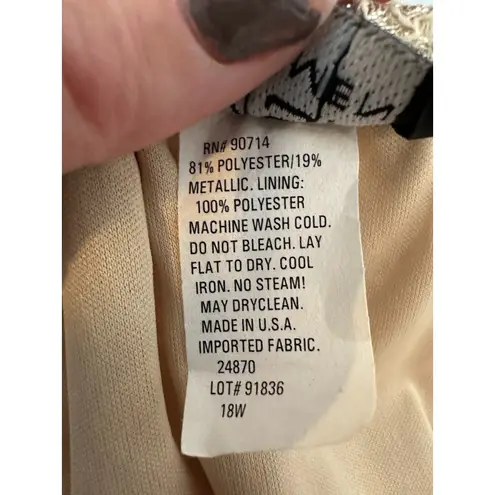 RN# 90714
81% POLYESTER/19%
METALLIC. LINING:
100% POLYESTER
MACHINE WASH COLD.
DO NOT BLEACH. LAY
FLAT TO DRY. COOL
IRON. NO STEAM!
MAY DRYCLEAN.
MADE IN U.S.A.
IMPORTED FABRIC.
24870
LOT# 91836
18W